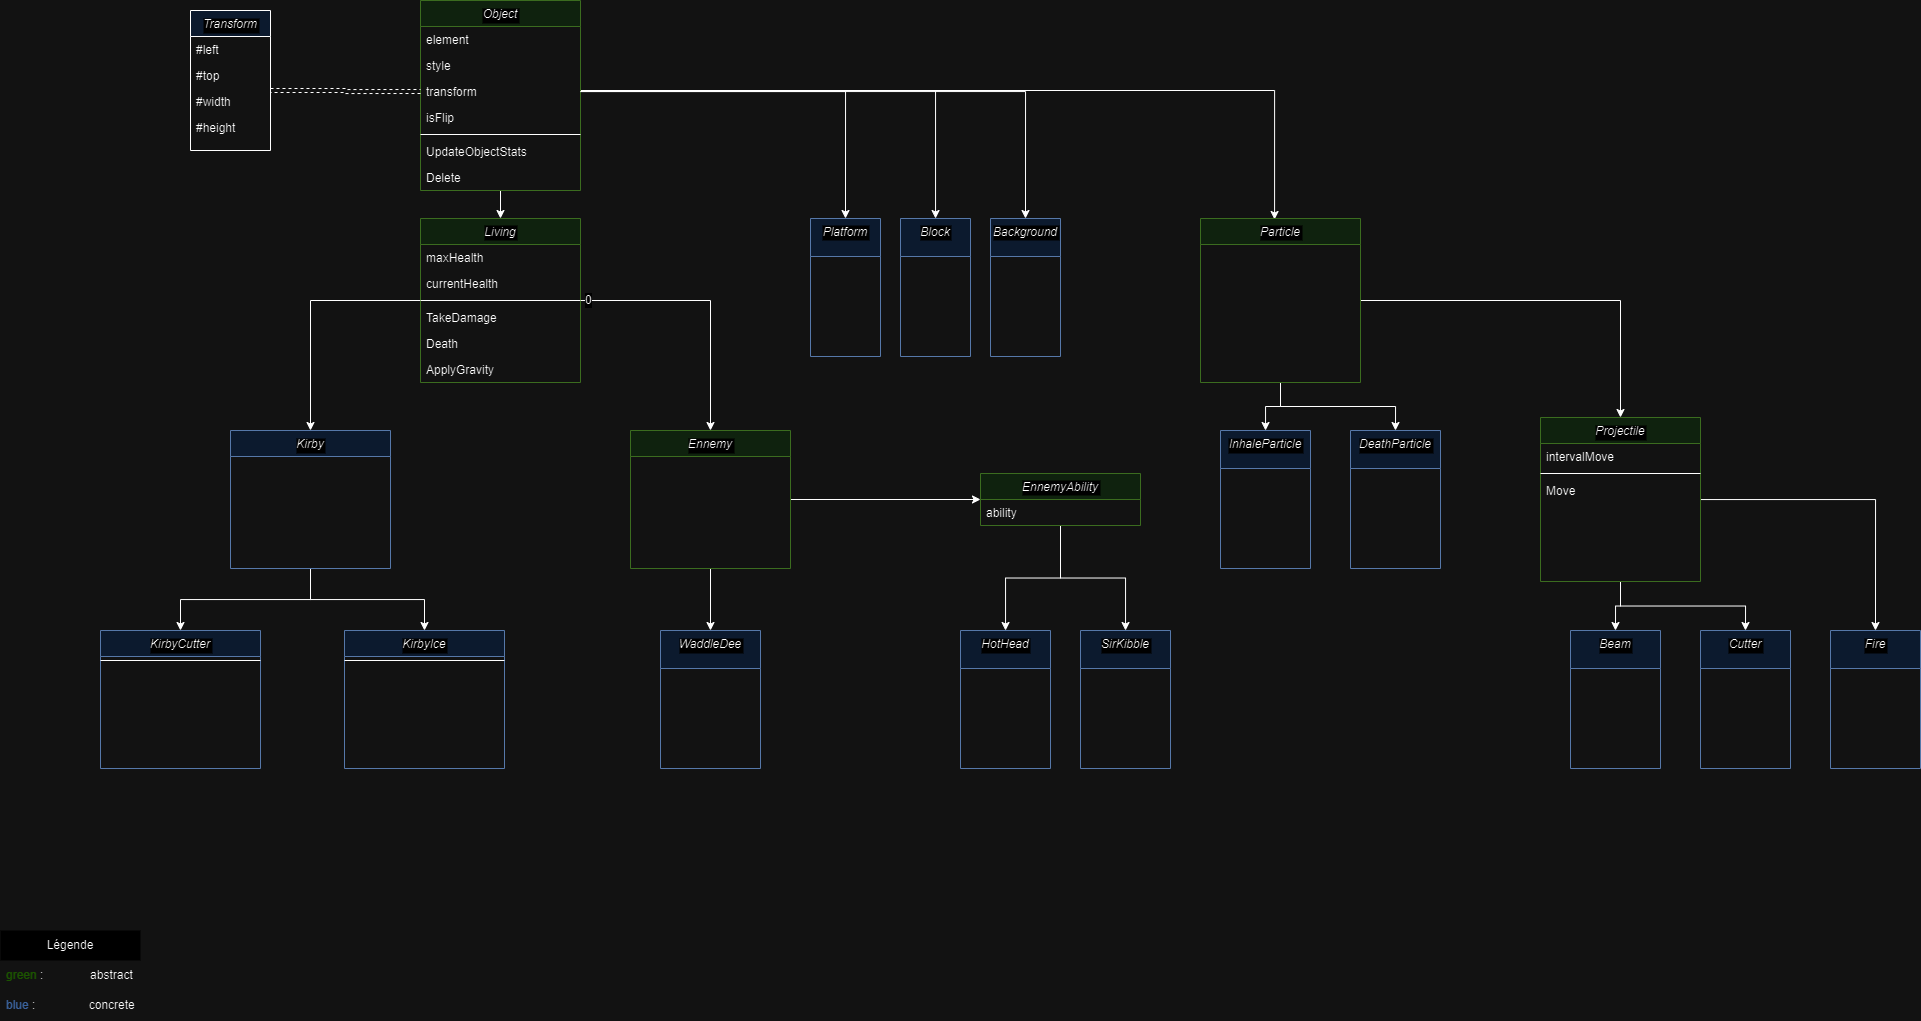 Transform
#left
#top
#width
#height
Object
element
style
transform
isFlip
UpdateObjectStats
Delete
Living
maxHealth
currentHealth
0
TakeDamage
Death
ApplyGravity
Platform
Block
Background
Particle
Kirby
Ennemy
EnnemyAbility
ability
InhaleParticle
DeathParticle
Projectile
intervalMove
Move
KirbyCutter
KirbyIce
WaddleDee
HotHead
SirKibble
Beam
Cutter
Fire
Légende
green : abstract
blue : concrete